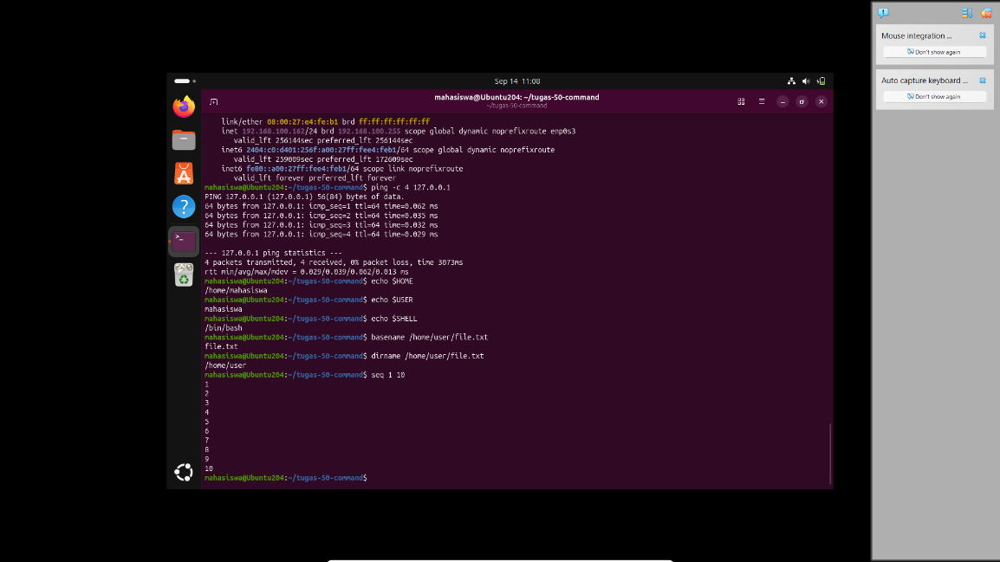 Sep 14 11:08
mahasiswa@Ubuntu204: ~/tugas-50-command
~/tugas-50-command
link/ether 08:00:27:e4:fe:b1 brd ff:ff:ff:ff:ff:ff
inet 192.168.100.162/24 brd 192.168.100.255 scope global dynamic noprefixroute enp0s3
valid_lft 256144sec preferred_lft 256144sec
inet6 2404:c0:d401:256f:a00:27ff:fee4:feb1/64 scope global dynamic noprefixroute
valid_lft 259009sec preferred_lft 172609sec
inet6 fe80::a00:27ff:fee4:feb1/64 scope link noprefixroute
valid_lft forever preferred_lft forever
mahasiswa@Ubuntu204:~/tugas-50-command$ ping -c 4 127.0.0.1
PING 127.0.0.1 (127.0.0.1) 56(84) bytes of data.
64 bytes from 127.0.0.1: icmp_seq=1 ttl=64 time=0.062 ms
64 bytes from 127.0.0.1: icmp_seq=2 ttl=64 time=0.035 ms
64 bytes from 127.0.0.1: icmp_seq=3 ttl=64 time=0.032 ms
64 bytes from 127.0.0.1: icmp_seq=4 ttl=64 time=0.029 ms
--- 127.0.0.1 ping statistics ---
4 packets transmitted, 4 received, 0% packet loss, time 3073ms
rtt min/avg/max/mdev = 0.029/0.039/0.062/0.013 ms
mahasiswa@Ubuntu204:~/tugas-50-command$ echo $HOME
/home/mahasiswa
mahasiswa@Ubuntu204:~/tugas-50-command$ echo $USER
mahasiswa
mahasiswa@Ubuntu204:~/tugas-50-command$ echo $SHELL
/bin/bash
mahasiswa@Ubuntu204:~/tugas-50-command$ basename /home/user/file.txt
file.txt
mahasiswa@Ubuntu204:~/tugas-50-command$ dirname /home/user/file.txt
/home/user
mahasiswa@Ubuntu204:~/tugas-50-command$ seq 1 10
1
2
3
4
5
6
7
8
9
10
mahasiswa@Ubuntu204:~/tugas-50-command$
Mouse integration ...
Don't show again
Auto capture keyboard ...
Don't show again